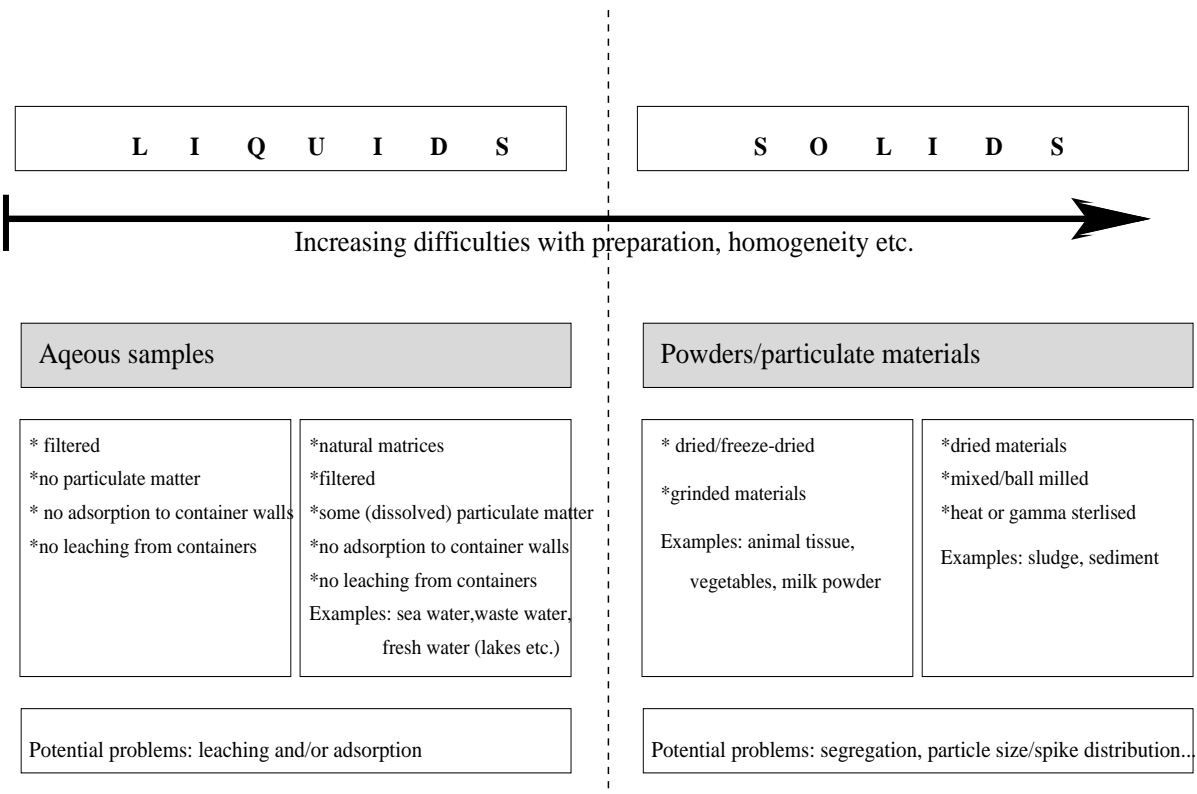 L I Q U I D S
S O L I D S
Increasing difficulties with preparation, homogeneity etc.
Aqeous samples
* filtered
*no particulate matter
* no adsorption to container walls
*no leaching from containers
*natural matrices
*filtered
*some (dissolved) particulate matter
*no adsorption to container walls
*no leaching from containers
Examples: sea water,waste water,
fresh water (lakes etc.)
Potential problems: leaching and/or adsorption
Powders/particulate materials
* dried/freeze-dried
*grinded materials
Examples: animal tissue,
vegetables, milk powder
*dried materials
*mixed/ball milled
*heat or gamma sterlised
Examples: sludge, sediment
Potential problems: segregation, particle size/spike distribution...